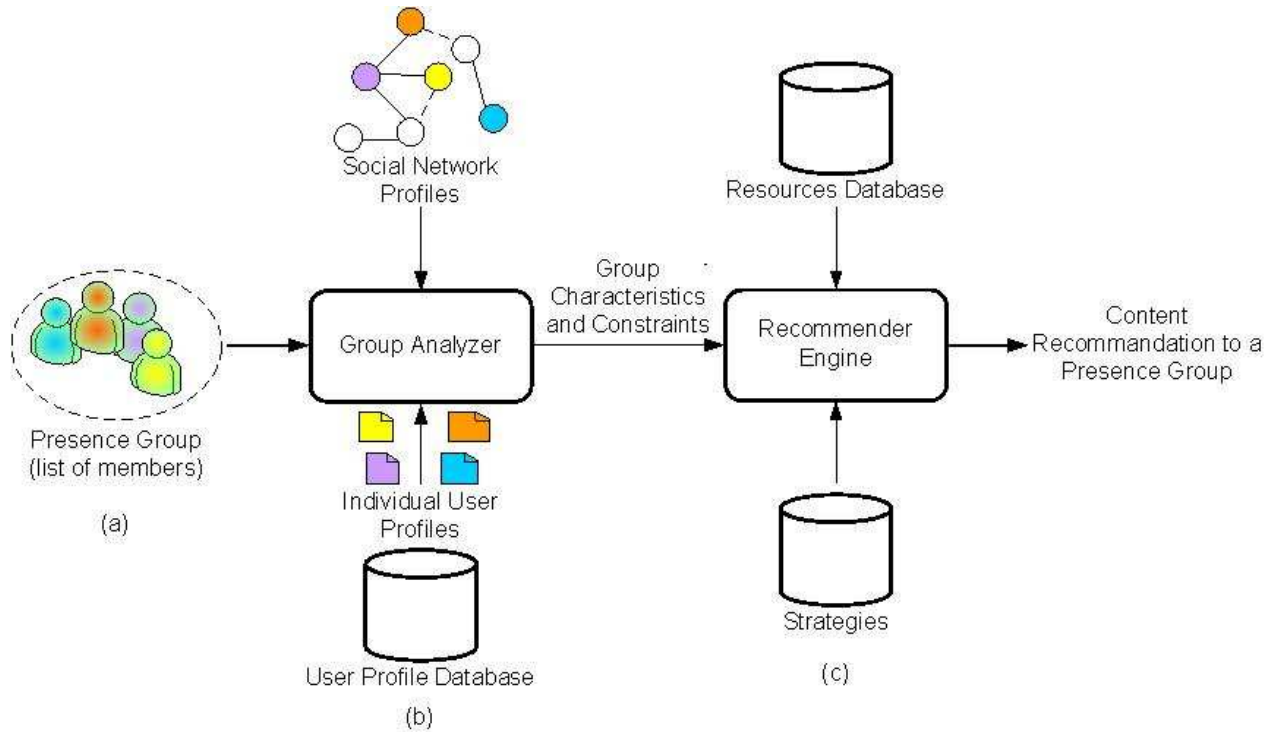 Social Network
Profiles
Resources Database
Group
Characteristics
and Constraints
Group Analyzer
Recommender
Engine
Content
Recommandation to a
Presence Group
Presence Group
(list of members)
(a)
Individual User
Profiles
User Profile Database
(b)
Strategies
(c)